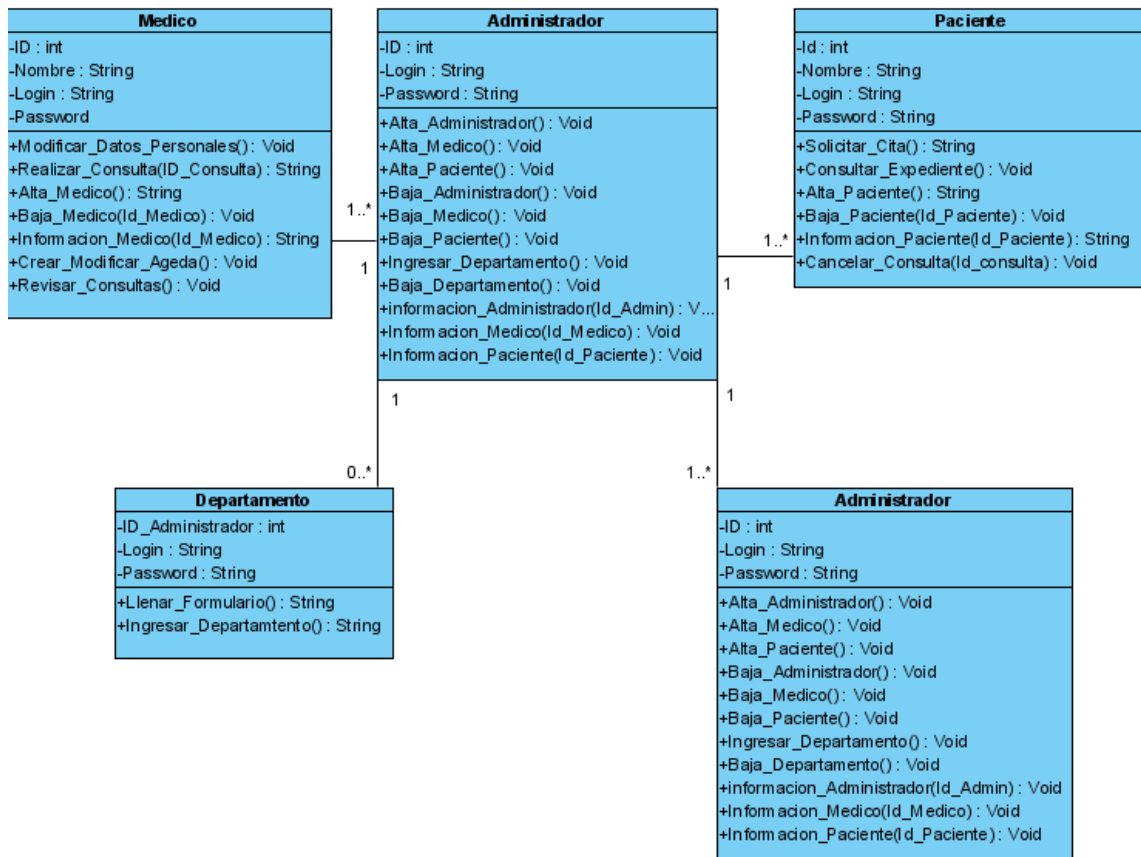 Medico
-ID : int
-Nombre : String
-Login : String
-Password
+Modificar_Datos_Personales() : Void
+Realizar_Consulta(ID_Consulta) : String
+Alta_Medico() : String
+Baja_Medico(Id_Medico) : Void
+Informacion_Medico(Id_Medico) : String
+Crear_Modificar_Ageda() : Void
+Revisar_Consultas() : Void
1..*
1
Administrador
-ID : int
-Login : String
-Password : String
+Alta_Administrador() : Void
+Alta_Medico() : Void
+Alta_Paciente() : Void
+Baja_Administrador() : Void
+Baja_Medico() : Void
+Baja_Paciente() : Void
+Ingresar_Departamento() : Void
+Baja_Departamento() : Void
+informacion_Administrador(Id_Admin) : V...
+Informacion_Medico(Id_Medico) : Void
+Informacion_Paciente(Id_Paciente) : Void
1..*
1
Paciente
-Id : int
-Nombre : String
-Login : String
-Password : String
+Solicitar_Cita() : String
+Consultar_Expediente() : Void
+Alta_Paciente() : String
+Baja_Paciente(Id_Paciente) : Void
+Informacion_Paciente(Id_Paciente) : String
+Cancelar_Consulta(Id_consulta) : Void
1
1
0..*
1..*
Departamento
-ID_Administrador : int
-Login : String
-Password : String
+Llenar_Formulario() : String
+Ingresar_Departamtento() : String
Administrador
-ID : int
-Login : String
-Password : String
+Alta_Administrador() : Void
+Alta_Medico() : Void
+Alta_Paciente() : Void
+Baja_Administrador() : Void
+Baja_Medico() : Void
+Baja_Paciente() : Void
+Ingresar_Departamento() : Void
+Baja_Departamento() : Void
+informacion_Administrador(Id_Admin) : Void
+Informacion_Medico(Id_Medico) : Void
+Informacion_Paciente(Id_Paciente) : Void